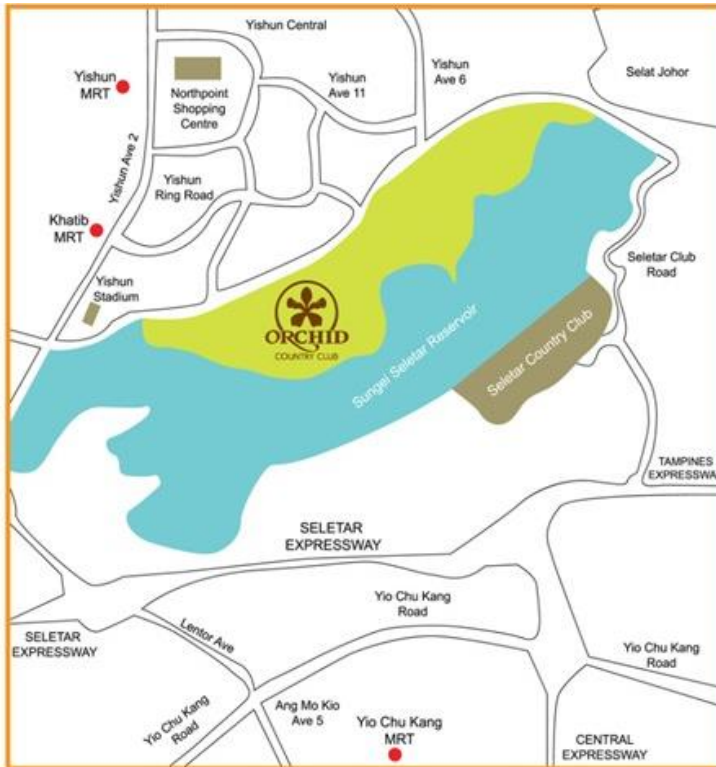 Yishun Central
Yishun
MRT
Northpoint
Shopping
Centre
Yishun
Ave 11
Yishun
Ave 6
Selat Johor
Yishun Ave 2
Yishun
Ring Road
Khatib
MRT
Yishun
Stadium
Seletar Club
Road
ORCHID
COUNTRY CLUB
Sungei Seletar Reservoir
Seletar Country Club
TAMPINES
EXPRESSWAY
SELETAR
EXPRESSWAY
Yio Chu Kang
Road
Lentor Ave
SELETAR
EXPRESSWAY
Yio Chu Kang
Road
Yio Chu Kang
Road
Ang Mo Kio
Ave 5
Yio Chu Kang
MRT
CENTRAL
EXPRESSWAY